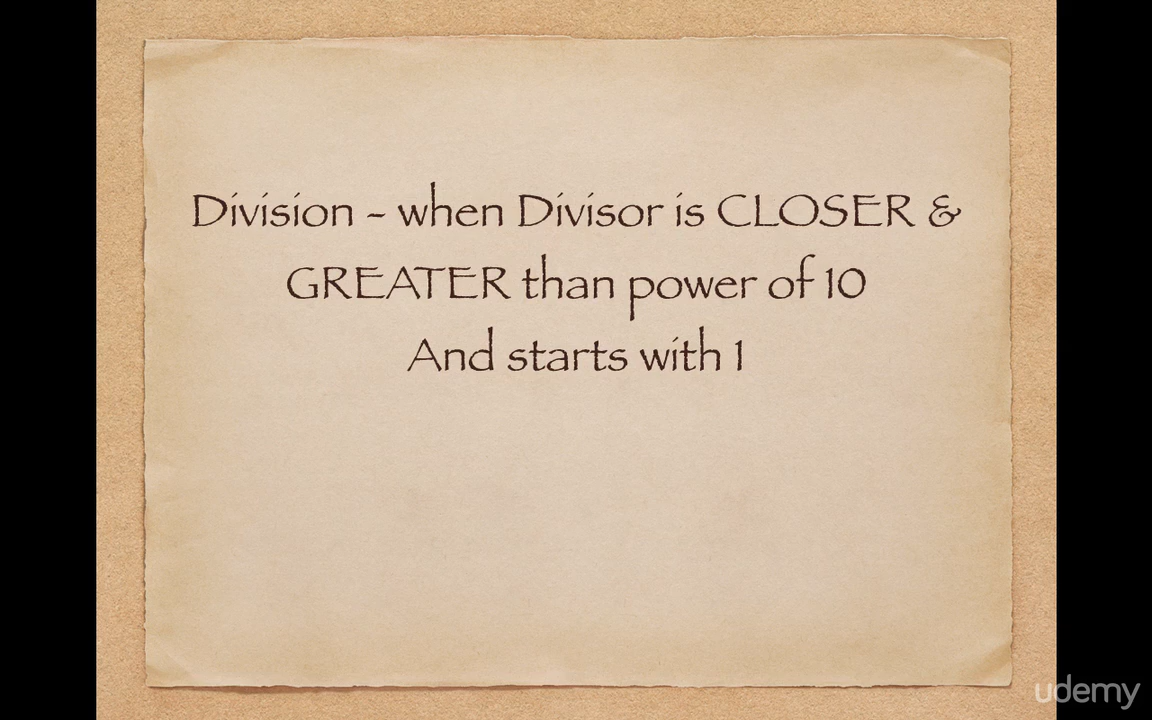 Division - when Divisor is CLOSER &
GREATER than power of 10
And starts with 1
udemy